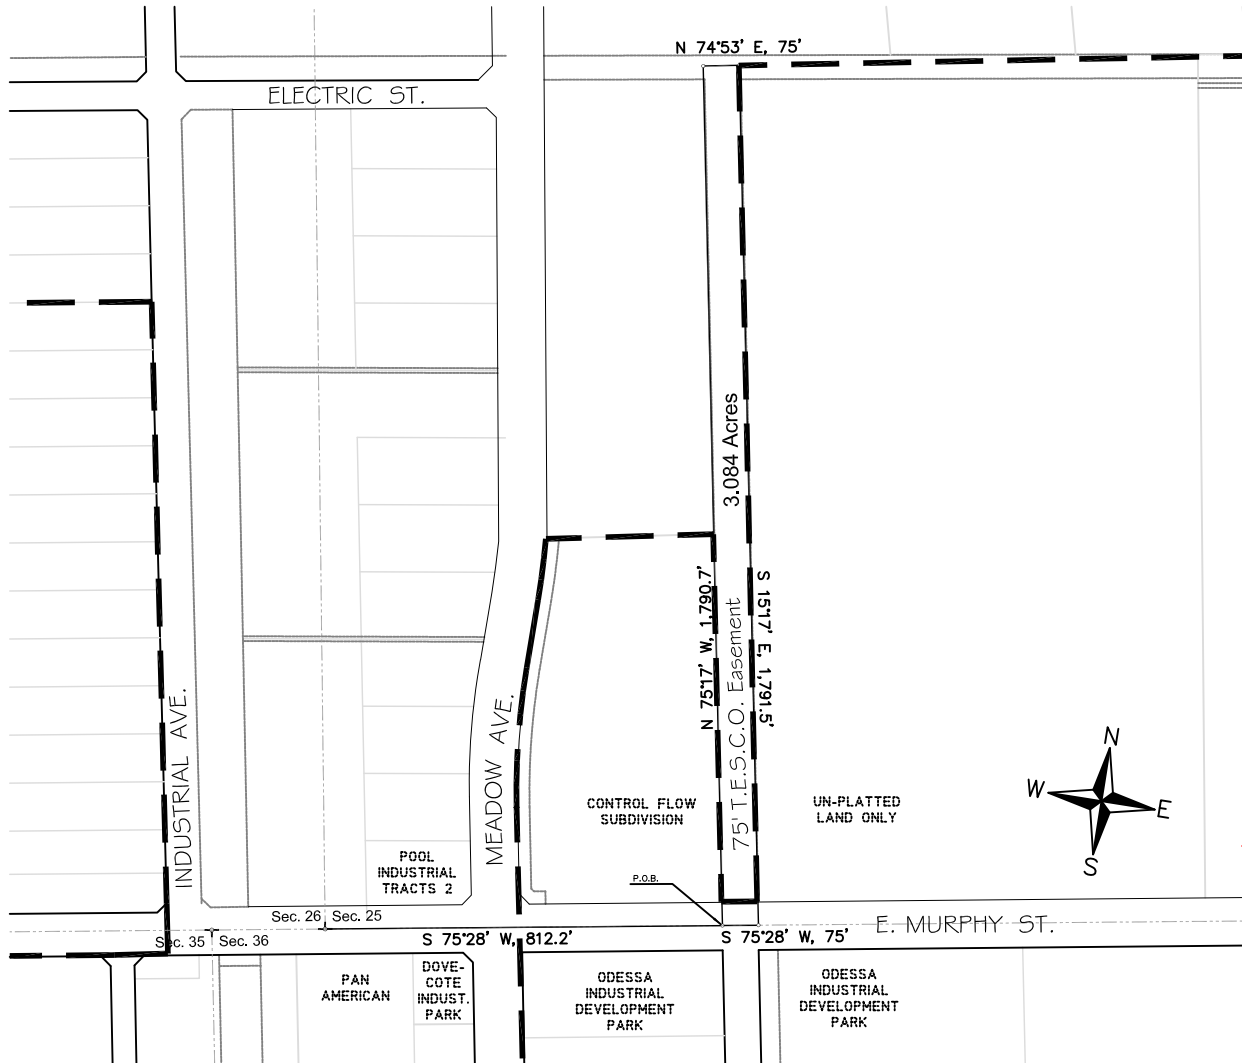 N 74°53' E, 75'
ELECTRIC ST.
3.084 Acres
N 75°17' W, 1,790.7'
S 15°17' E, 1,791.5'
75' T.E.S.C.O. Easement
INDUSTRIAL AVE.
MEADOW AVE.
N
W
E
S
CONTROL FLOW
SUBDIVISION
UN-PLATTED
LAND ONLY
POOL
INDUSTRIAL
TRACTS 2
P.O.B.
Sec. 26
Sec. 25
Sec. 35
Sec. 36
S 75°28' W, 812.2'
S 75°28' W, 75'
E. MURPHY ST.
PAN
AMERICAN
DOVE-
COTE
INDUST.
PARK
ODESSA
INDUSTRIAL
DEVELOPMENT
PARK
ODESSA
INDUSTRIAL
DEVELOPMENT
PARK